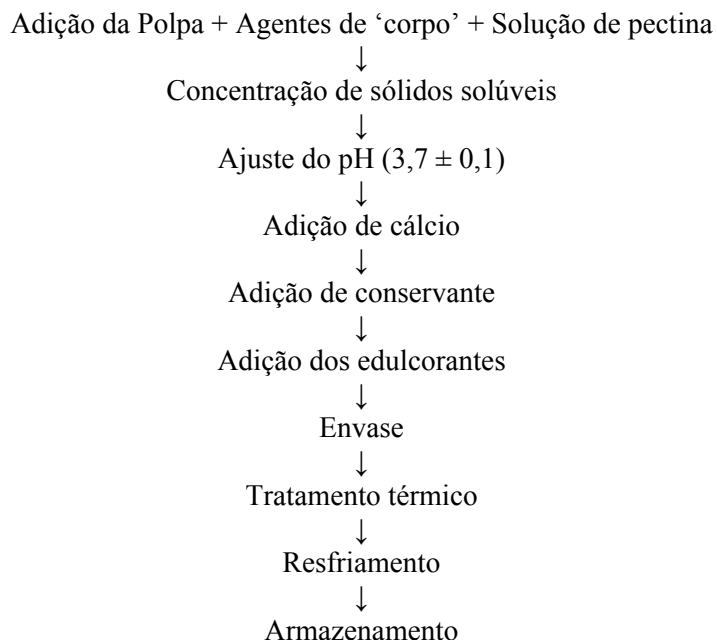 Adição da Polpa + Agentes de ‘corpo’ + Solução de pectina
↓
Concentração de sólidos solúveis
↓
Ajuste do pH (3,7 ± 0,1)
↓
Adição de cálcio
↓
Adição de conservante
↓
Adição dos edulcorantes
↓
Envase
↓
Tratamento térmico
↓
Resfriamento
↓
Armazenamento